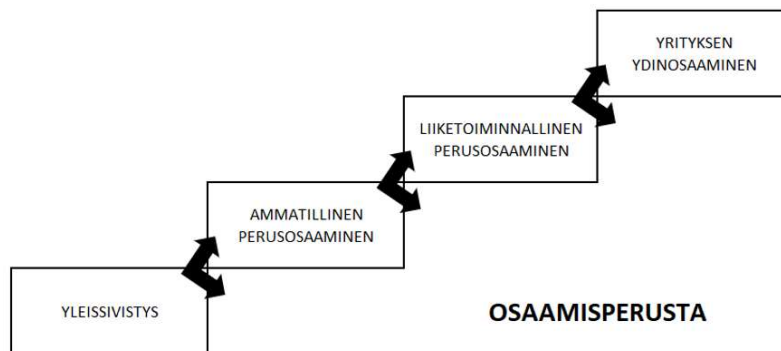 YRITYKSEN
YDINOSAAMINEN
LIIKETOIMINNALLINEN
PERUSOSAAMINEN
AMMATILLINEN
PERUSOSAAMINEN
YLEISSIVISTYS
OSAAMISPERUSTA